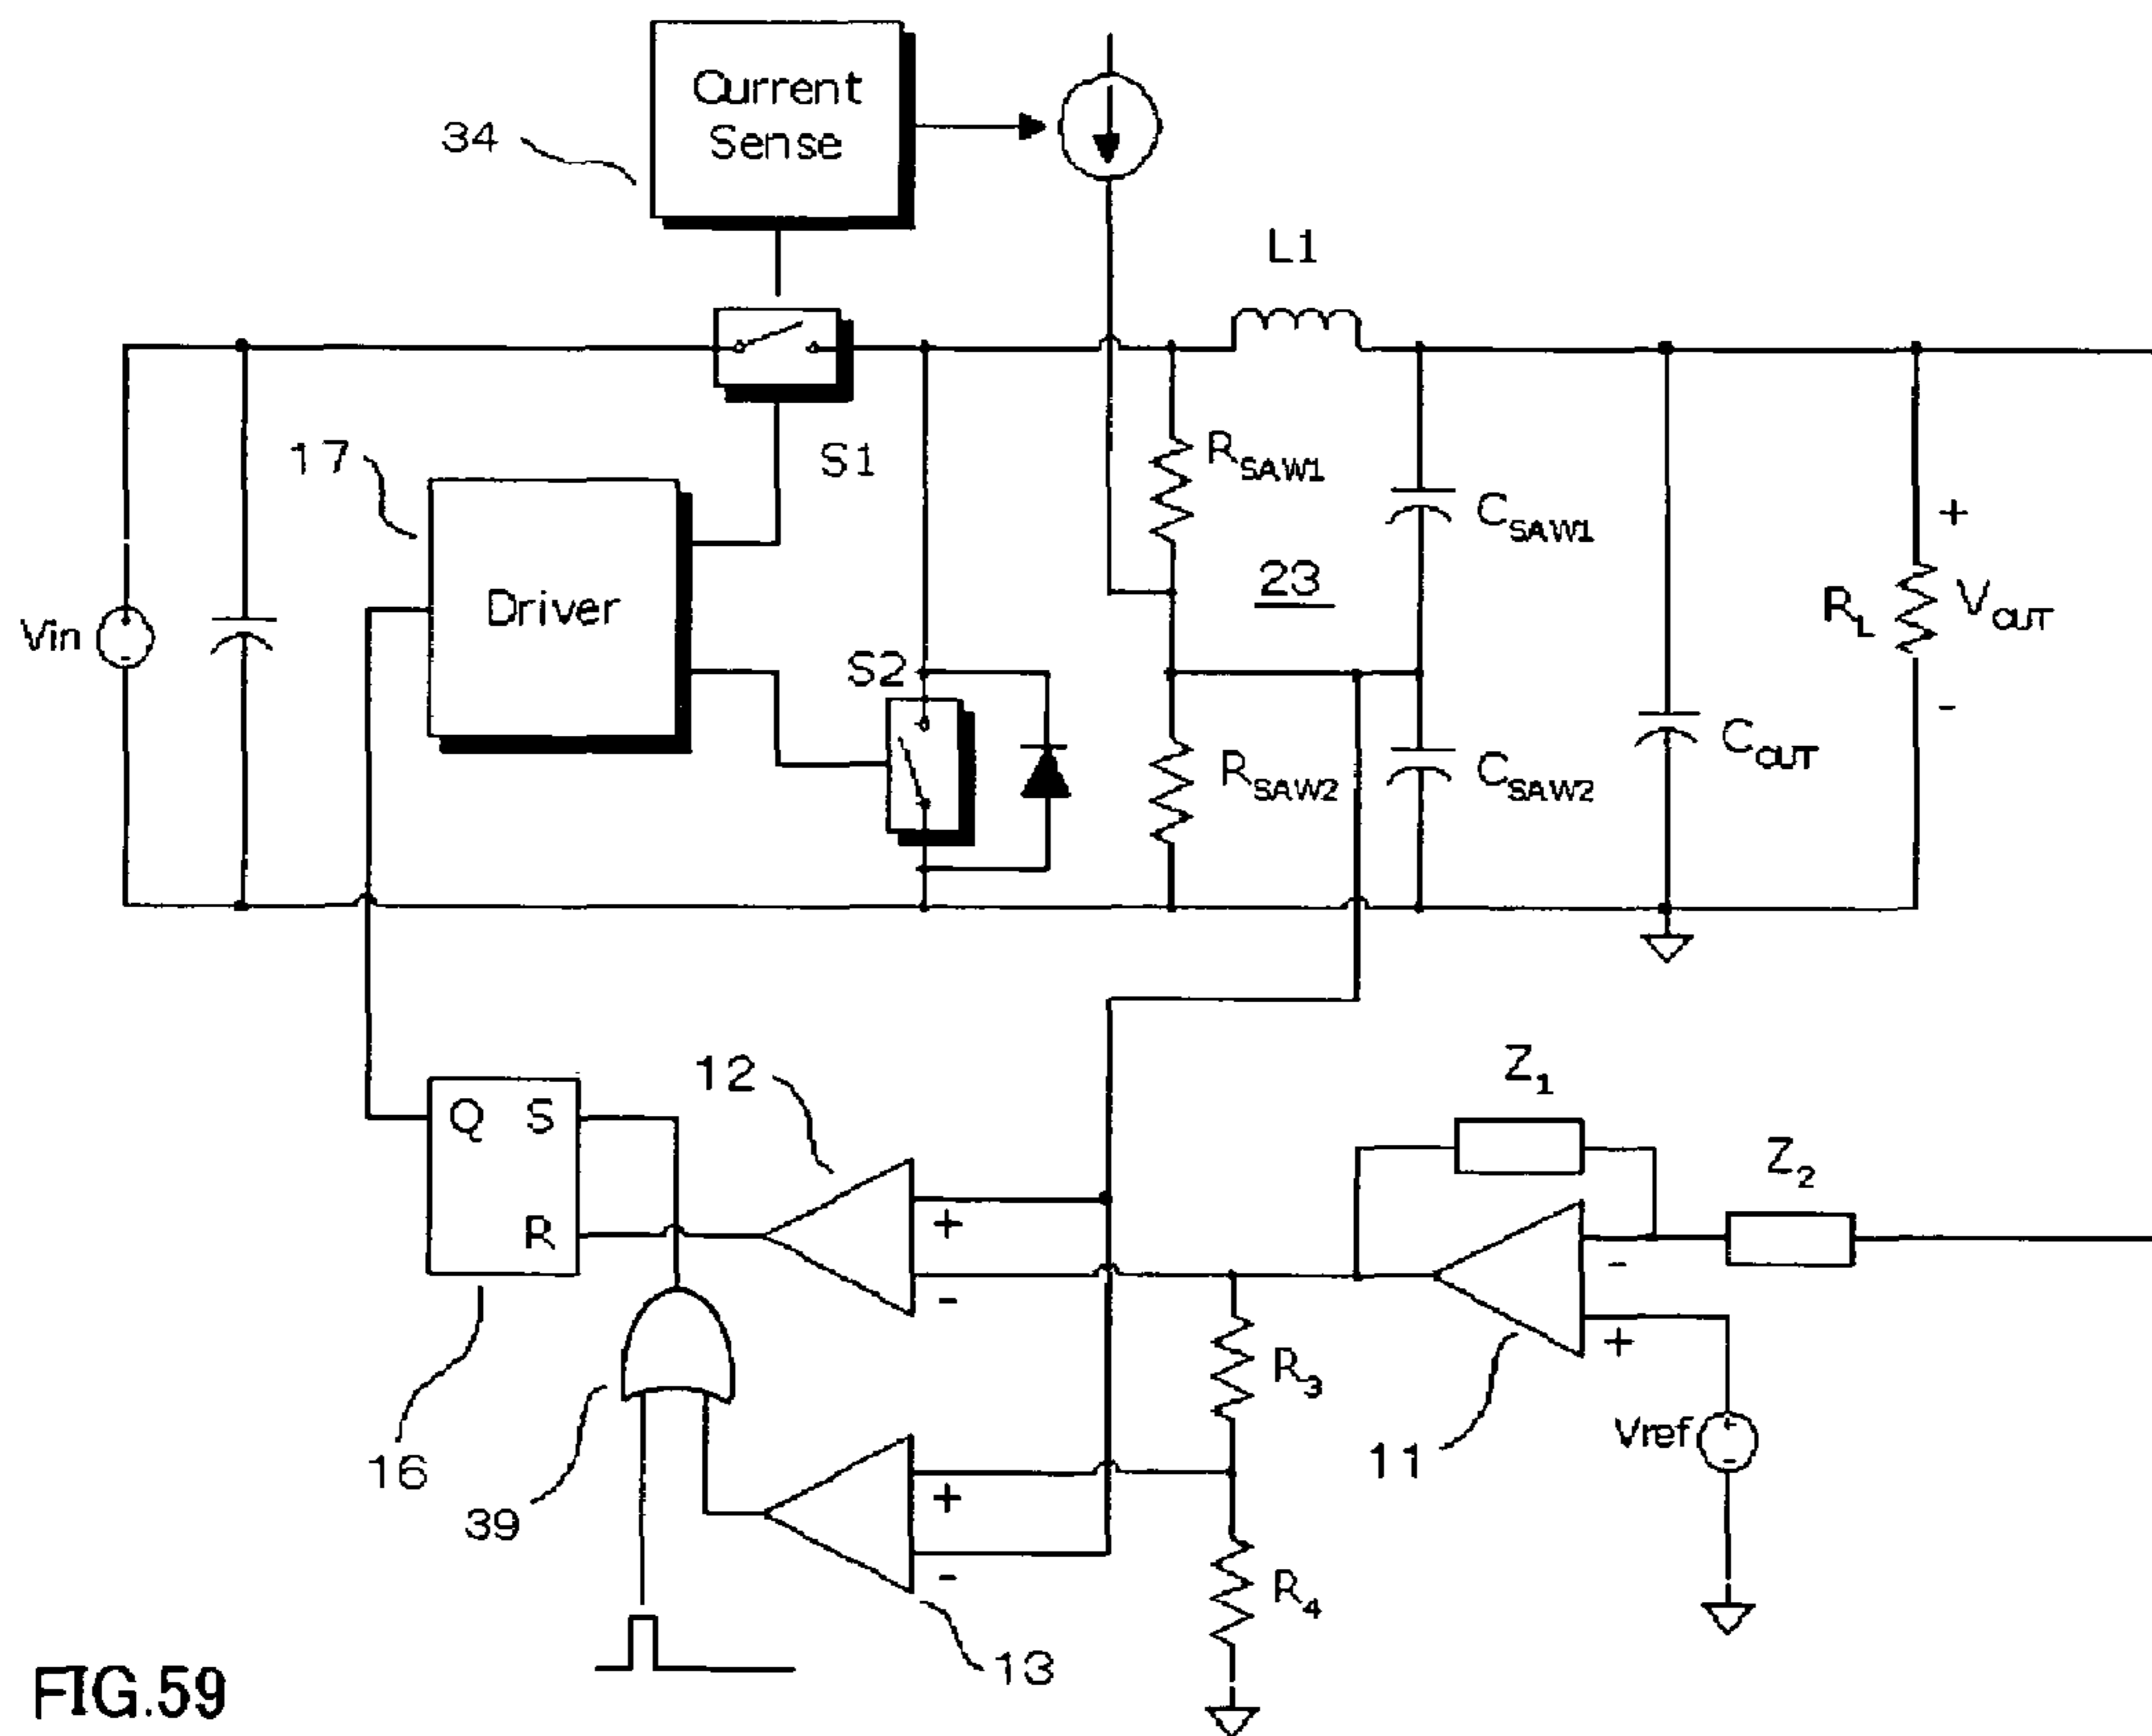 Current
Sense
34
L1
17
S1
RSAW1
CSAW1
+
23
Driver
Vin
RL
VOUT
S2
-
RSAW2
CSAW2
COUT
12
Z1
Q
S
Z2
R
+
-
-
+
R3
Vref
11
16
39
+
-
R4
13
FIG.59